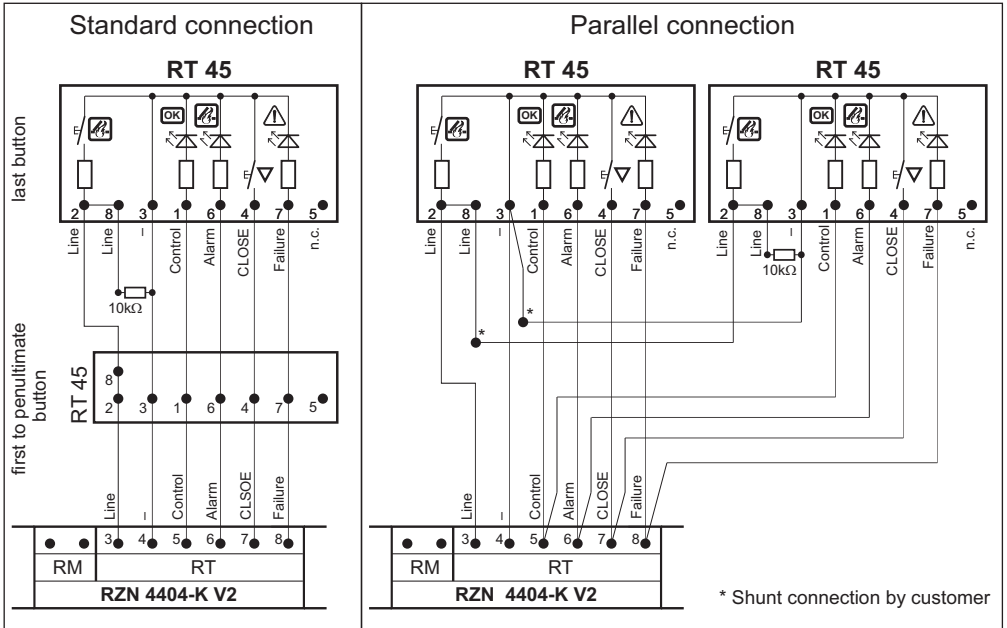 Standard connection
Parallel connection
RT 45
RT 45
RT 45
last button
OK
OK
OK
2 8 3 1 6 4 7 5
2 8 3 1 6 4 7 5
2 8 3 1 6 4 7 5
Line Line – Control Alarm CLOSE Failure n.c.
Line Line – Control Alarm CLOSE Failure n.c.
Line Line – Control Alarm CLOSE Failure n.c.
10kΩ
10kΩ
*
*
first to penultimate
button
RT 45
8
2 3 1 6 4 7 5
Line – Control Alarm CLSOE Failure
Line – Control Alarm CLOSE Failure
3 4 5 6 7 8
3 4 5 6 7 8
RM RT
RM RT
RZN 4404-K V2
RZN 4404-K V2
* Shunt connection by customer